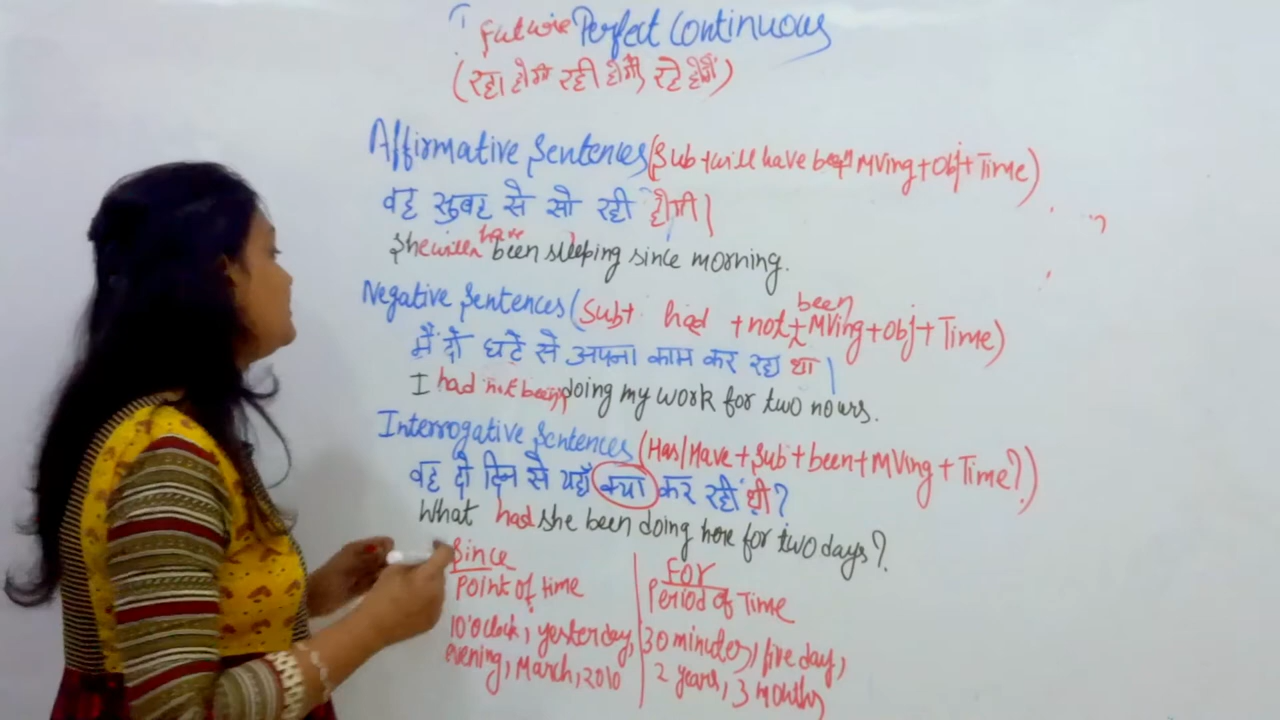 Future Perfect Continuous
(रहा होगा रही होगी, रहे होंगे)
Affirmative Sentences (Sub + will have been MVing + Obj + Time)
वह सुबह से सो रही होगी।
She will have been sleeping since morning.
Negative Sentences (Sub + had + not + been MVing + Obj + Time)
मैं दो घंटे से अपना काम कर रहा था।
I had not been doing my work for two hours.
Interrogative Sentences (Has/Have + Sub + been + MVing + Time?)
वह दो दिन से यहाँ क्या कर रही थी?
What had she been doing here for two days?
Since
Point of time
10'O clock, yesterday,
evening, March, 2010
For
Period of Time
30 minutes, five day,
2 years, 3 months